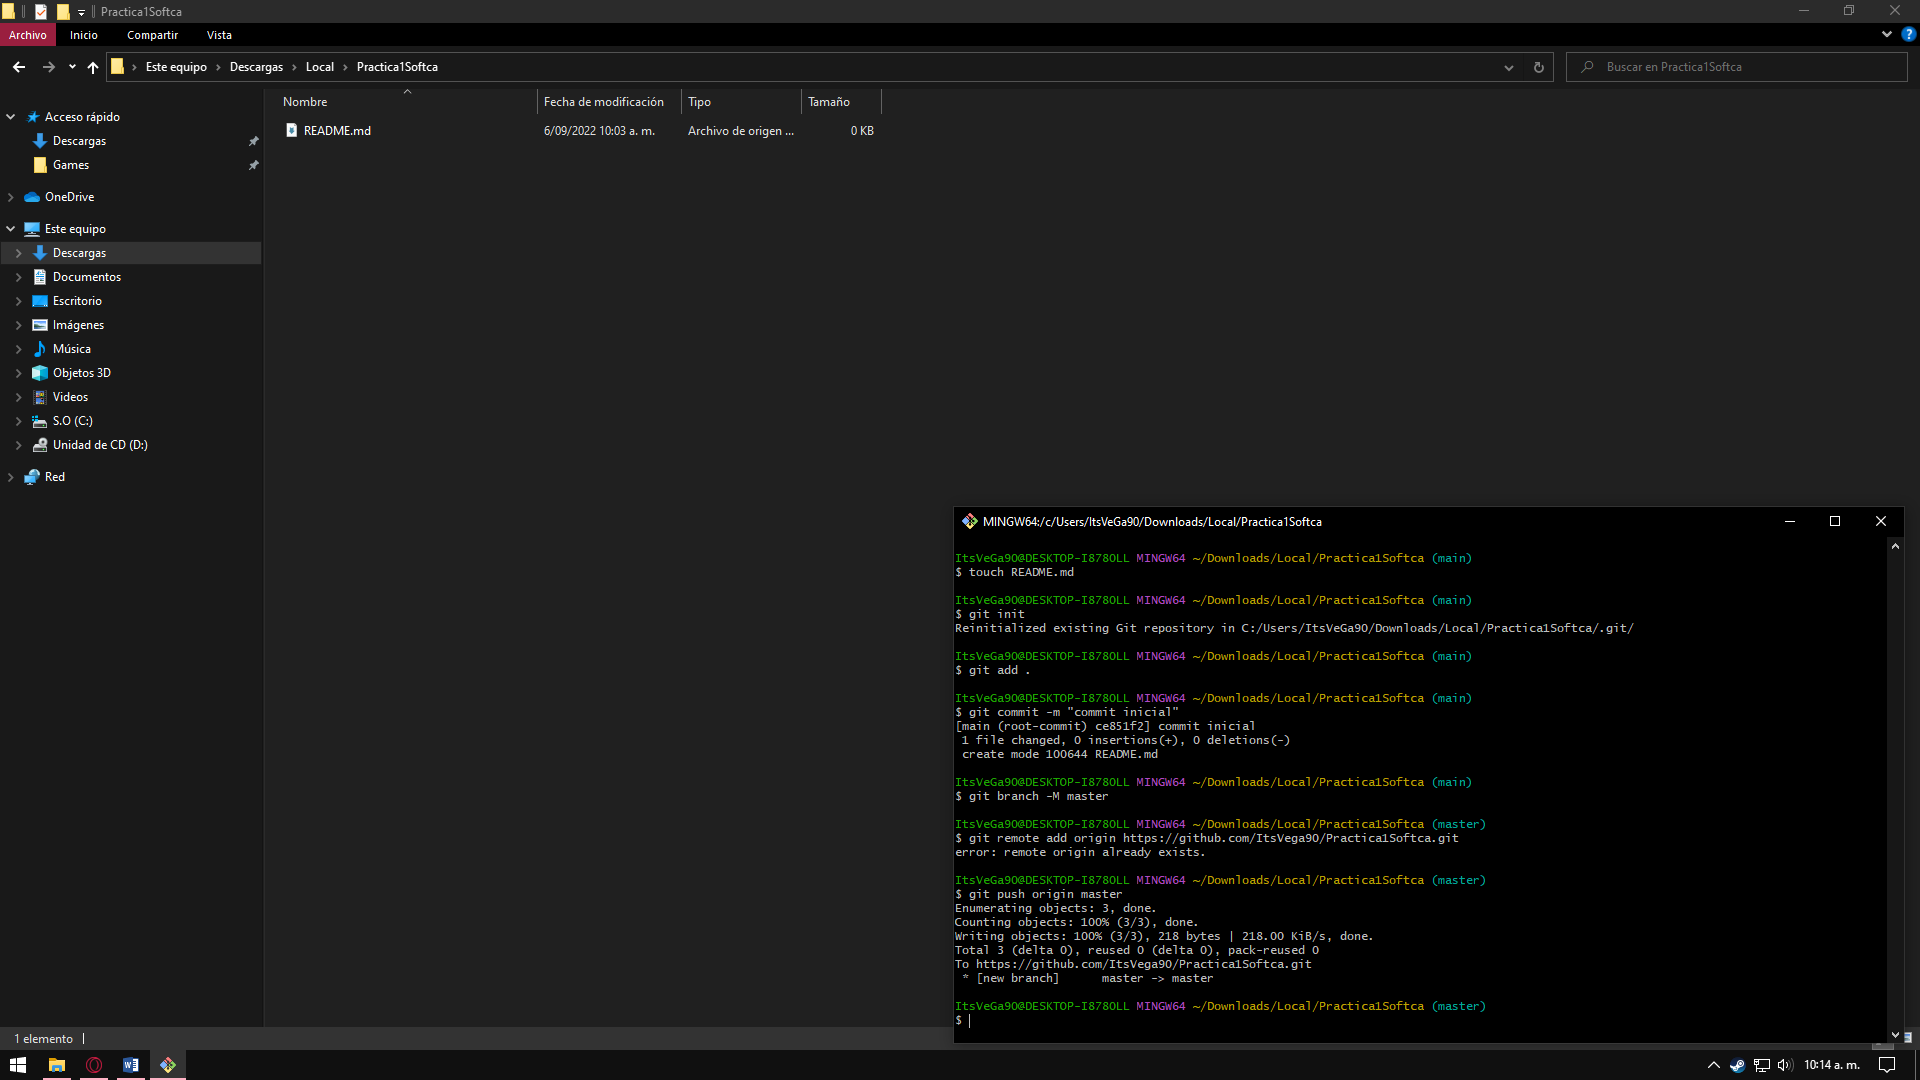 Practica1Softca
Archivo Inicio Compartir Vista
Este equipo Descargas Local Practica1Softca
Buscar en Practica1Softca
Nombre Fecha de modificación Tipo Tamaño
README.md 6/09/2022 10:03 a. m. Archivo de origen ... 0 KB
Acceso rápido
Descargas
Games
OneDrive
Este equipo
Descargas
Documentos
Escritorio
Imágenes
Música
Objetos 3D
Videos
S.O (C:)
Unidad de CD (D:)
Red
MINGW64:/c/Users/ItsVeGa90/Downloads/Local/Practica1Softca
ItsVeGa90@DESKTOP-I878OLL MINGW64 ~/Downloads/Local/Practica1Softca (main)
$ touch README.md
ItsVeGa90@DESKTOP-I878OLL MINGW64 ~/Downloads/Local/Practica1Softca (main)
$ git init
Reinitialized existing Git repository in C:/Users/ItsVeGa90/Downloads/Local/Practica1Softca/.git/
ItsVeGa90@DESKTOP-I878OLL MINGW64 ~/Downloads/Local/Practica1Softca (main)
$ git add .
ItsVeGa90@DESKTOP-I878OLL MINGW64 ~/Downloads/Local/Practica1Softca (main)
$ git commit -m "commit inicial"
[main (root-commit) ce851f2] commit inicial
1 file changed, 0 insertions(+), 0 deletions(-)
create mode 100644 README.md
ItsVeGa90@DESKTOP-I878OLL MINGW64 ~/Downloads/Local/Practica1Softca (main)
$ git branch -M master
ItsVeGa90@DESKTOP-I878OLL MINGW64 ~/Downloads/Local/Practica1Softca (master)
$ git remote add origin https://github.com/ItsVega90/Practica1Softca.git
error: remote origin already exists.
ItsVeGa90@DESKTOP-I878OLL MINGW64 ~/Downloads/Local/Practica1Softca (master)
$ git push origin master
Enumerating objects: 3, done.
Counting objects: 100% (3/3), done.
Writing objects: 100% (3/3), 218 bytes | 218.00 KiB/s, done.
Total 3 (delta 0), reused 0 (delta 0), pack-reused 0
To https://github.com/ItsVega90/Practica1Softca.git
* [new branch] master -> master
ItsVeGa90@DESKTOP-I878OLL MINGW64 ~/Downloads/Local/Practica1Softca (master)
$
1 elemento
10:14 a. m.